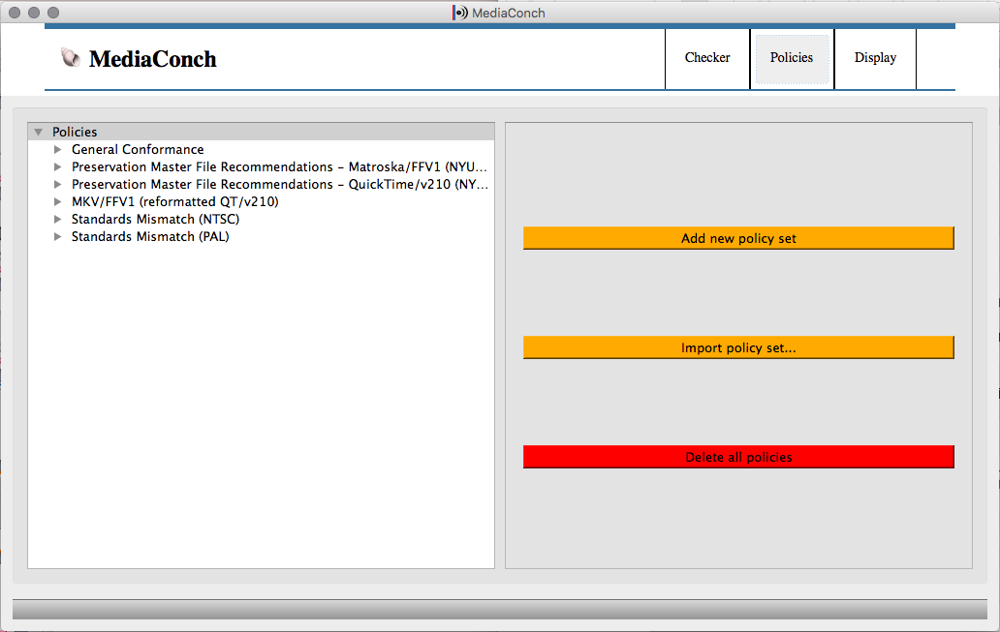 MediaConch
MediaConch
Checker
Policies
Display
Policies
General Conformance
Preservation Master File Recommendations - Matroska/FFV1 (NYU...
Preservation Master File Recommendations - QuickTime/v210 (NY...
MKV/FFV1 (reformatted QT/v210)
Standards Mismatch (NTSC)
Standards Mismatch (PAL)
Add new policy set
Import policy set...
Delete all policies